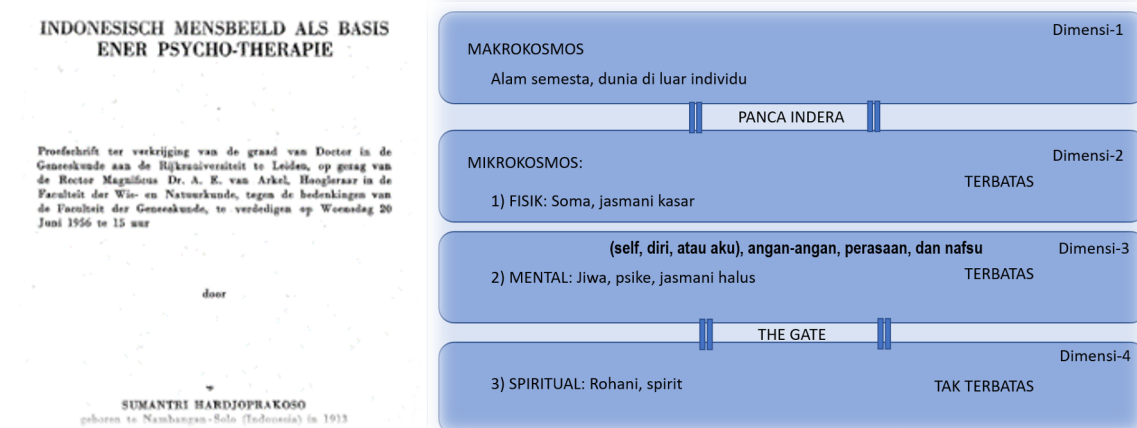 INDONESISCH MENSBEELD ALS BASIS
ENER PSYCHO-THERAPIE
Proefschrift ter verkrijging van de graad van Doctor in de
Geneeskunde aan de Rijksuniversiteit te Leiden, op gezag van
de Rector Magnificus Dr. A. E. van Arkel, Hoogleraar in de
Faculteit der Wis- en Natuurkunde, tegen de bedenkingen van
de Faculteit der Geneeskunde, te verdedigen op Woensdag 20
Juni 1956 te 15 uur
door
SUMANTRI HARDJOPRAKOSO
geboren te Nambangan-Solo (Indonesia) in 1913
Dimensi-1
MAKROKOSMOS
Alam semesta, dunia di luar individu
PANCA INDERA
Dimensi-2
MIKROKOSMOS:
TERBATAS
1) FISIK: Soma, jasmani kasar
(self, diri, atau aku), angan-angan, perasaan, dan nafsu Dimensi-3
2) MENTAL: Jiwa, psike, jasmani halus TERBATAS
THE GATE
Dimensi-4
3) SPIRITUAL: Rohani, spirit TAK TERBATAS